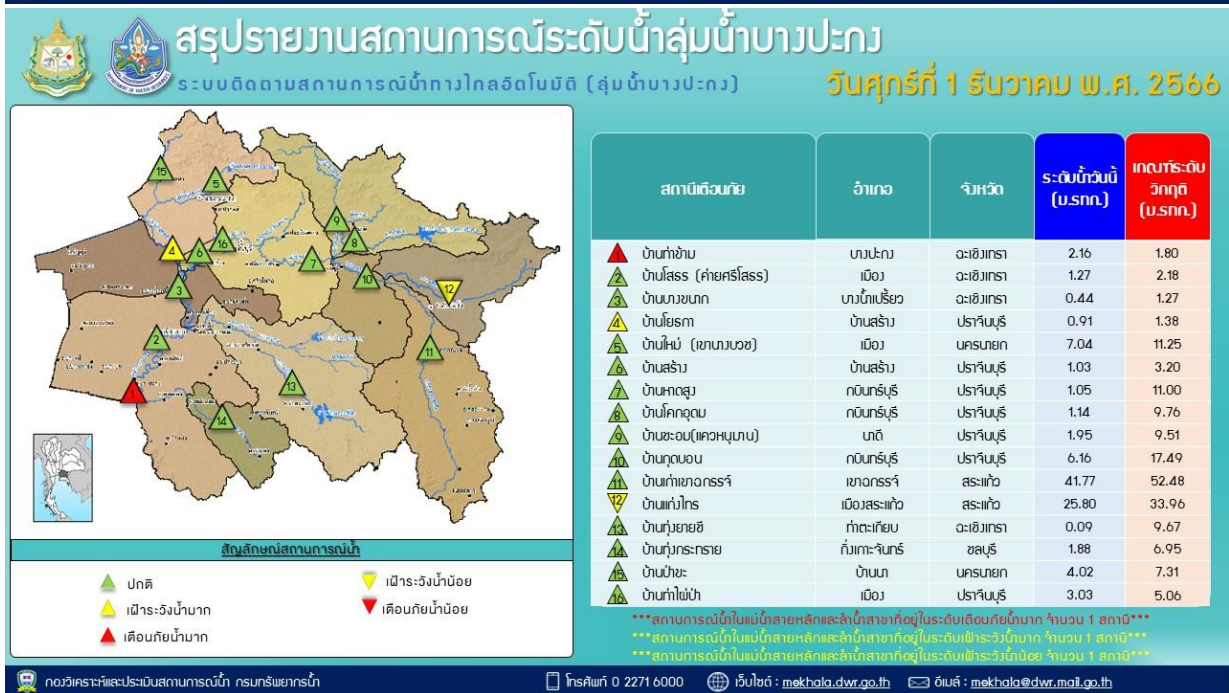 สรุปรายงานสถานการณ์ระดับน้ำลุ่มน้ำบางปะกง
ระบบติดตามสถานการณ์น้ำทางไกลอัตโนมัติ (ลุ่มน้ำบางปะกง)
วันศุกร์ที่ 1 ธันวาคม พ.ศ. 2566
สถานีเตือนภัย อำเภอ จังหวัด ระดับน้ำวันนี้ (ม.รทก.) เกณฑ์ระดับวิกฤติ (ม.รทก.)
1 บ้านท่าข้าม บางปะกง ฉะเชิงเทรา 2.16 1.80
2 บ้านโสธร (ค่ายศรีโสธร) เมือง ฉะเชิงเทรา 1.27 2.18
3 บ้านบางขนาก บางน้ำเปรี้ยว ฉะเชิงเทรา 0.44 1.27
4 บ้านโยธกา บ้านสร้าง ปราจีนบุรี 0.91 1.38
5 บ้านใหม่ (เขานางบวช) เมือง นครนายก 7.04 11.25
6 บ้านสร้าง บ้านสร้าง ปราจีนบุรี 1.03 3.20
7 บ้านหาดสูง กบินทร์บุรี ปราจีนบุรี 1.05 11.00
8 บ้านโคกอุดม กบินทร์บุรี ปราจีนบุรี 1.14 9.76
9 บ้านซะอม(แควหนุมาน) นาดี ปราจีนบุรี 1.95 9.51
10 บ้านกุดบอน กบินทร์บุรี ปราจีนบุรี 6.16 17.49
11 บ้านเก่าเขาฉกรรจ์ เขาฉกรรจ์ สระแก้ว 41.77 52.48
12 บ้านแก่งไทร เมืองสระแก้ว สระแก้ว 25.80 33.96
13 บ้านทุ่งยายชี ท่าตะเกียบ ฉะเชิงเทรา 0.09 9.67
14 บ้านทุ่งกระทราย กิ่งเกาะจันทร์ ชลบุรี 1.88 6.95
15 บ้านป่าขะ บ้านนา นครนายก 4.02 7.31
16 บ้านท่าไผ่ป่า เมือง ปราจีนบุรี 3.03 5.06
***สถานการณ์น้ำในแม่น้ำสายหลักและลำน้ำสาขาที่อยู่ในระดับเตือนภัยน้ำมาก จำนวน 1 สถานี***
***สถานการณ์น้ำในแม่น้ำสายหลักและลำน้ำสาขาที่อยู่ในระดับเฝ้าระวังน้ำมาก จำนวน 1 สถานี***
***สถานการณ์น้ำในแม่น้ำสายหลักและลำน้ำสาขาที่อยู่ในระดับเฝ้าระวังน้ำน้อย จำนวน 1 สถานี***
15
5
9
16
8
4
6
7
10
12
3
2
11
13
1
14
สัญลักษณ์สถานการณ์น้ำ
ปกติ
เฝ้าระวังน้ำน้อย
เฝ้าระวังน้ำมาก
เตือนภัยน้ำน้อย
เตือนภัยน้ำมาก
กองวิเคราะห์และประเมินสถานการณ์น้ำ กรมทรัพยากรน้ำ โทรศัพท์ 0 2271 6000 เว็บไซต์ : mekhala.dwr.go.th อีเมล์ : mekhala@dwr.mail.go.th